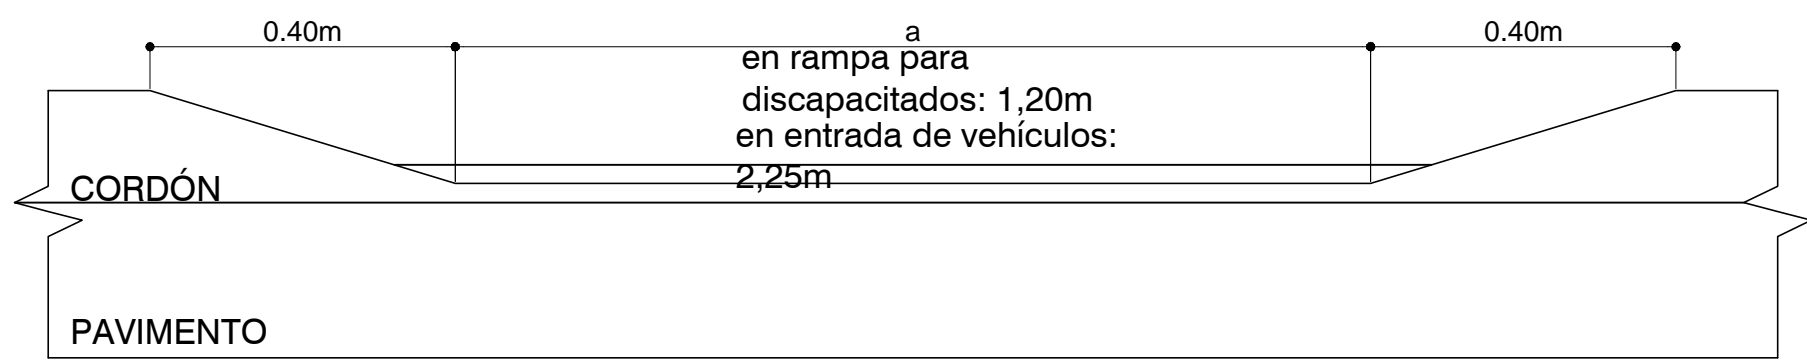 0.40m
a
0.40m
en rampa para
discapacitados: 1,20m
en entrada de vehículos:
2,25m
CORDÓN
PAVIMENTO